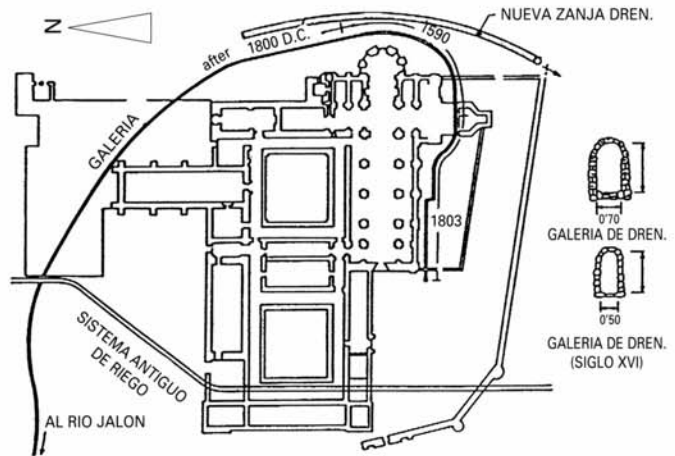 N
NUEVA ZANJA DREN.
after 1800 D.C.
1590
GALERIA
1803
0'70
GALERIA DE DREN.
0'50
GALERIA DE DREN.
(SIGLO XVI)
SISTEMA ANTIGUO
DE RIEGO
AL RIO JALON